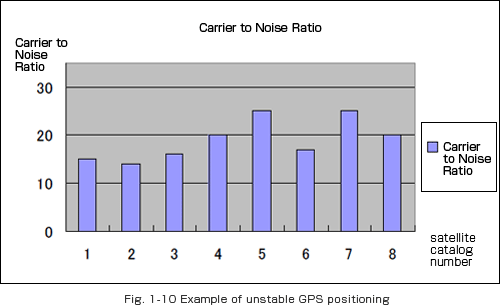 Carrier to Noise Ratio
Carrier to
Noise
Ratio
30
20
10
0
1 2 3 4 5 6 7 8
Carrier
to Noise
Ratio
satellite
catalog
number
Fig. 1-10 Example of unstable GPS positioning